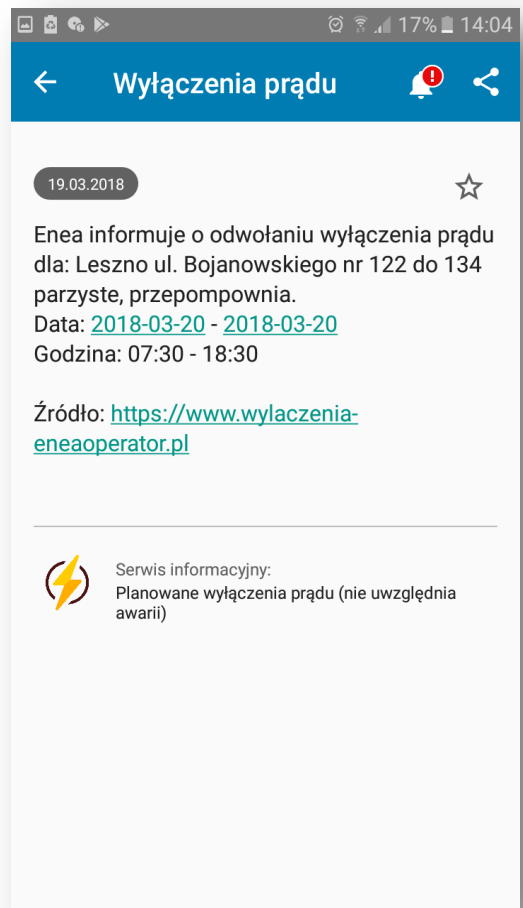 17% 14:04
Wyłączenia prądu
19.03.2018
Enea informuje o odwołaniu wyłączenia prądu
dla: Leszno ul. Bojanowskiego nr 122 do 134
parzyste, przepompownia.
Data: 2018-03-20 - 2018-03-20
Godzina: 07:30 - 18:30
Źródło: https://www.wylaczenia-
eneaoperator.pl
Serwis informacyjny:
Planowane wyłączenia prądu (nie uwzględnia
awarii)